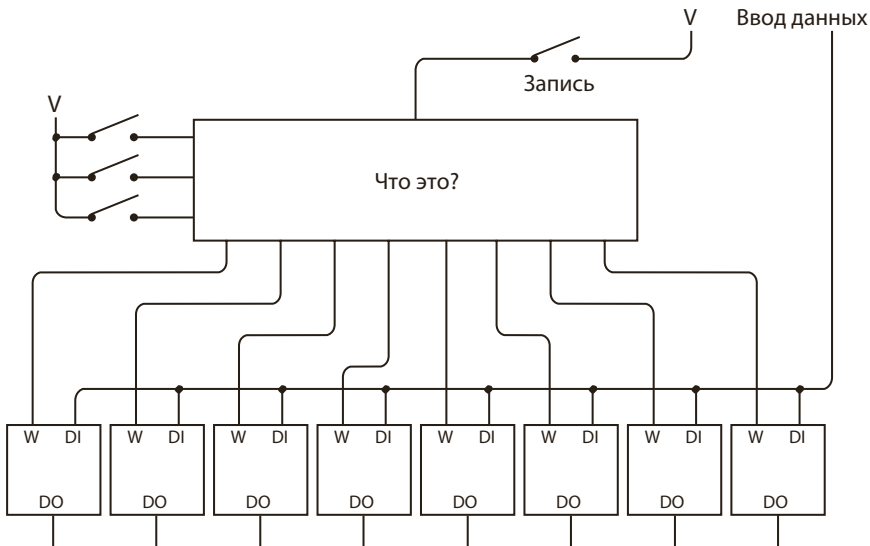 V Ввод данных
Запись
V
Что это?
W DI W DI W DI W DI W DI W DI W DI W DI
DO DO DO DO DO DO DO DO